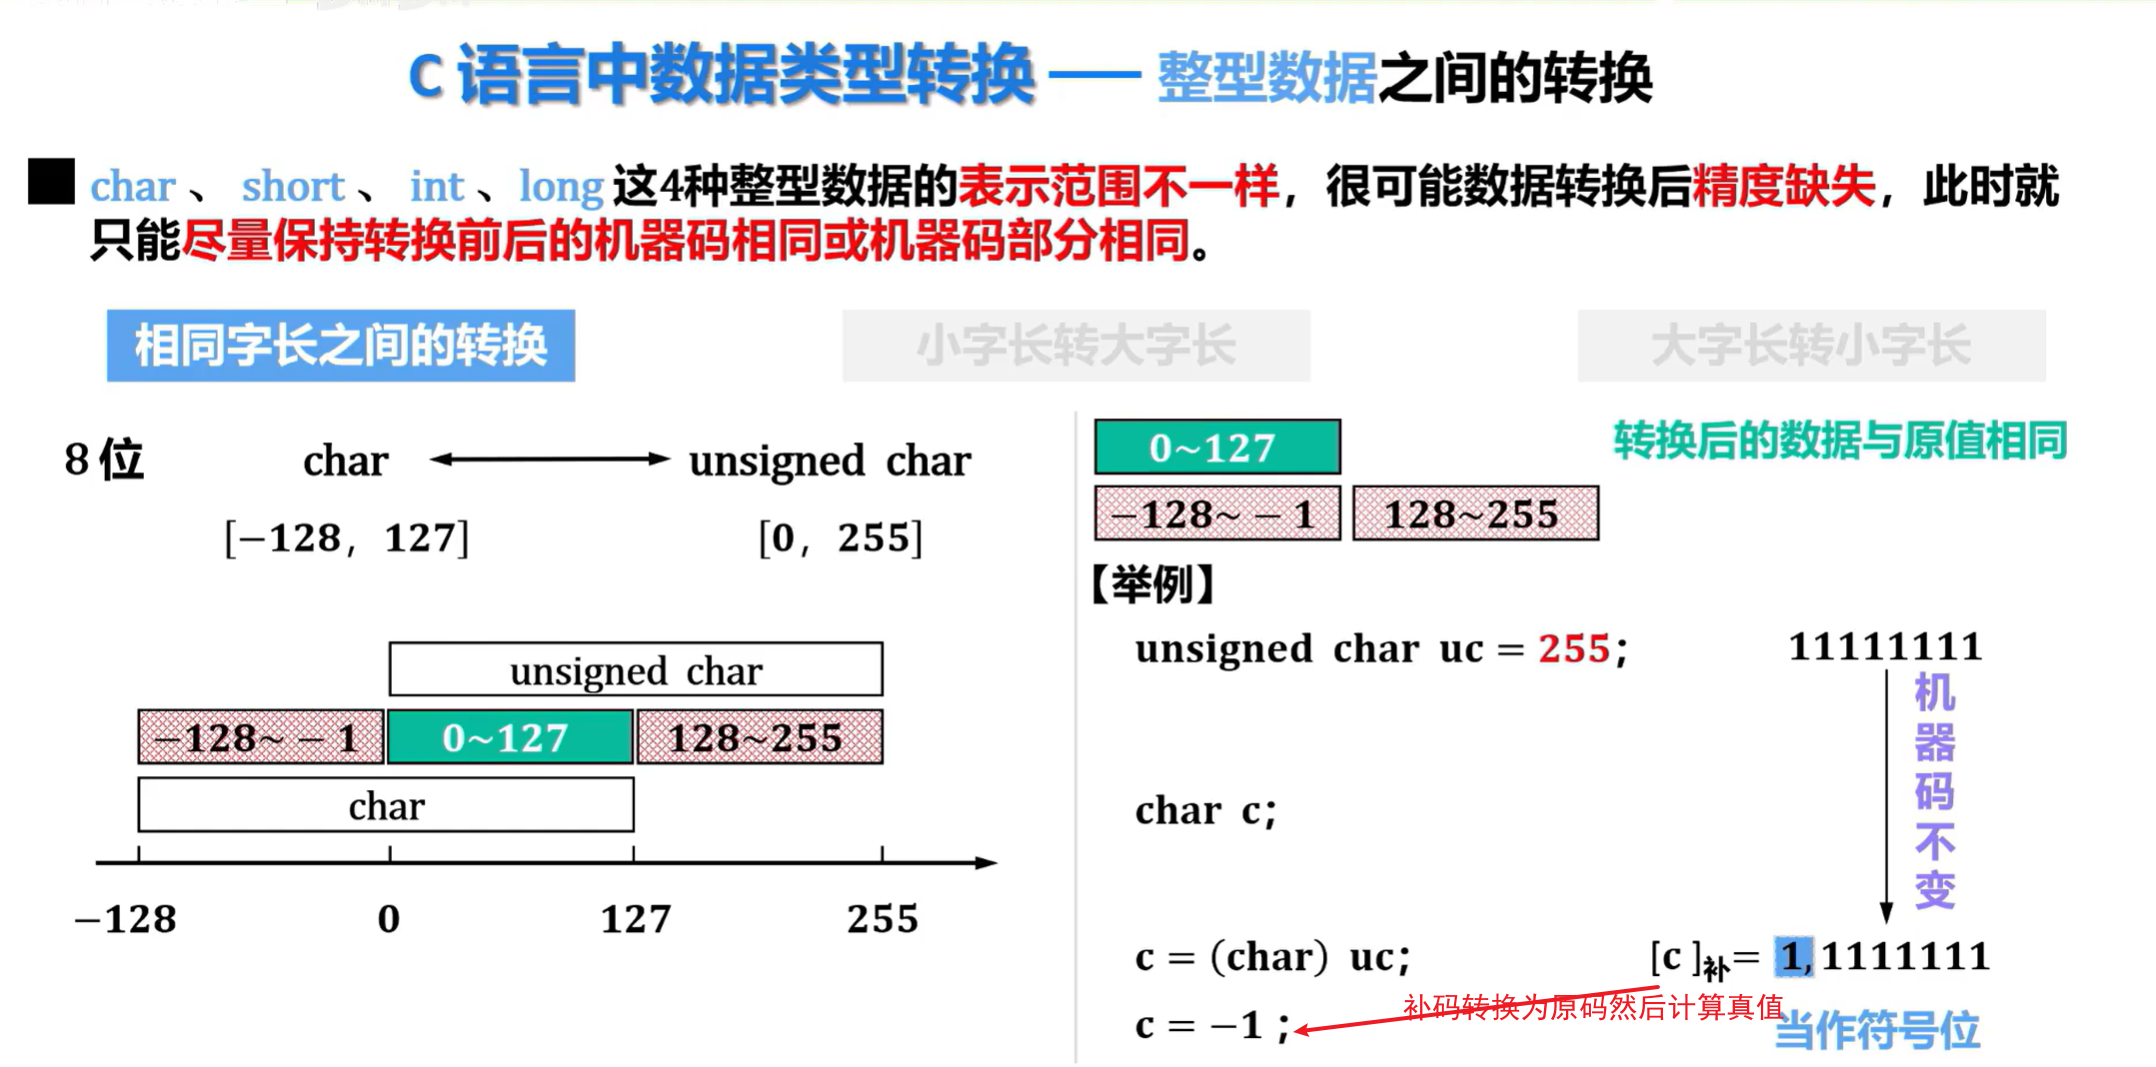 C 语言中数据类型转换 —— 整型数据之间的转换
char 、 short 、 int 、long 这4种整型数据的表示范围不一样，很可能数据转换后精度缺失，此时就
只能尽量保持转换前后的机器码相同或机器码部分相同。
相同字长之间的转换
小字长转大字长
大字长转小字长
8 位
char
unsigned char
[−128, 127]
[0, 255]
unsigned char
−128~ − 1
0~127
128~255
char
−128
0
127
255
0~127
转换后的数据与原值相同
−128~ − 1
128~255
【举例】
unsigned char uc = 255;
11111111
机器码不变
char c;
c = (char) uc;
[c ]补= 1,1111111
补码转换为原码然后计算真值
c = −1 ;
当作符号位